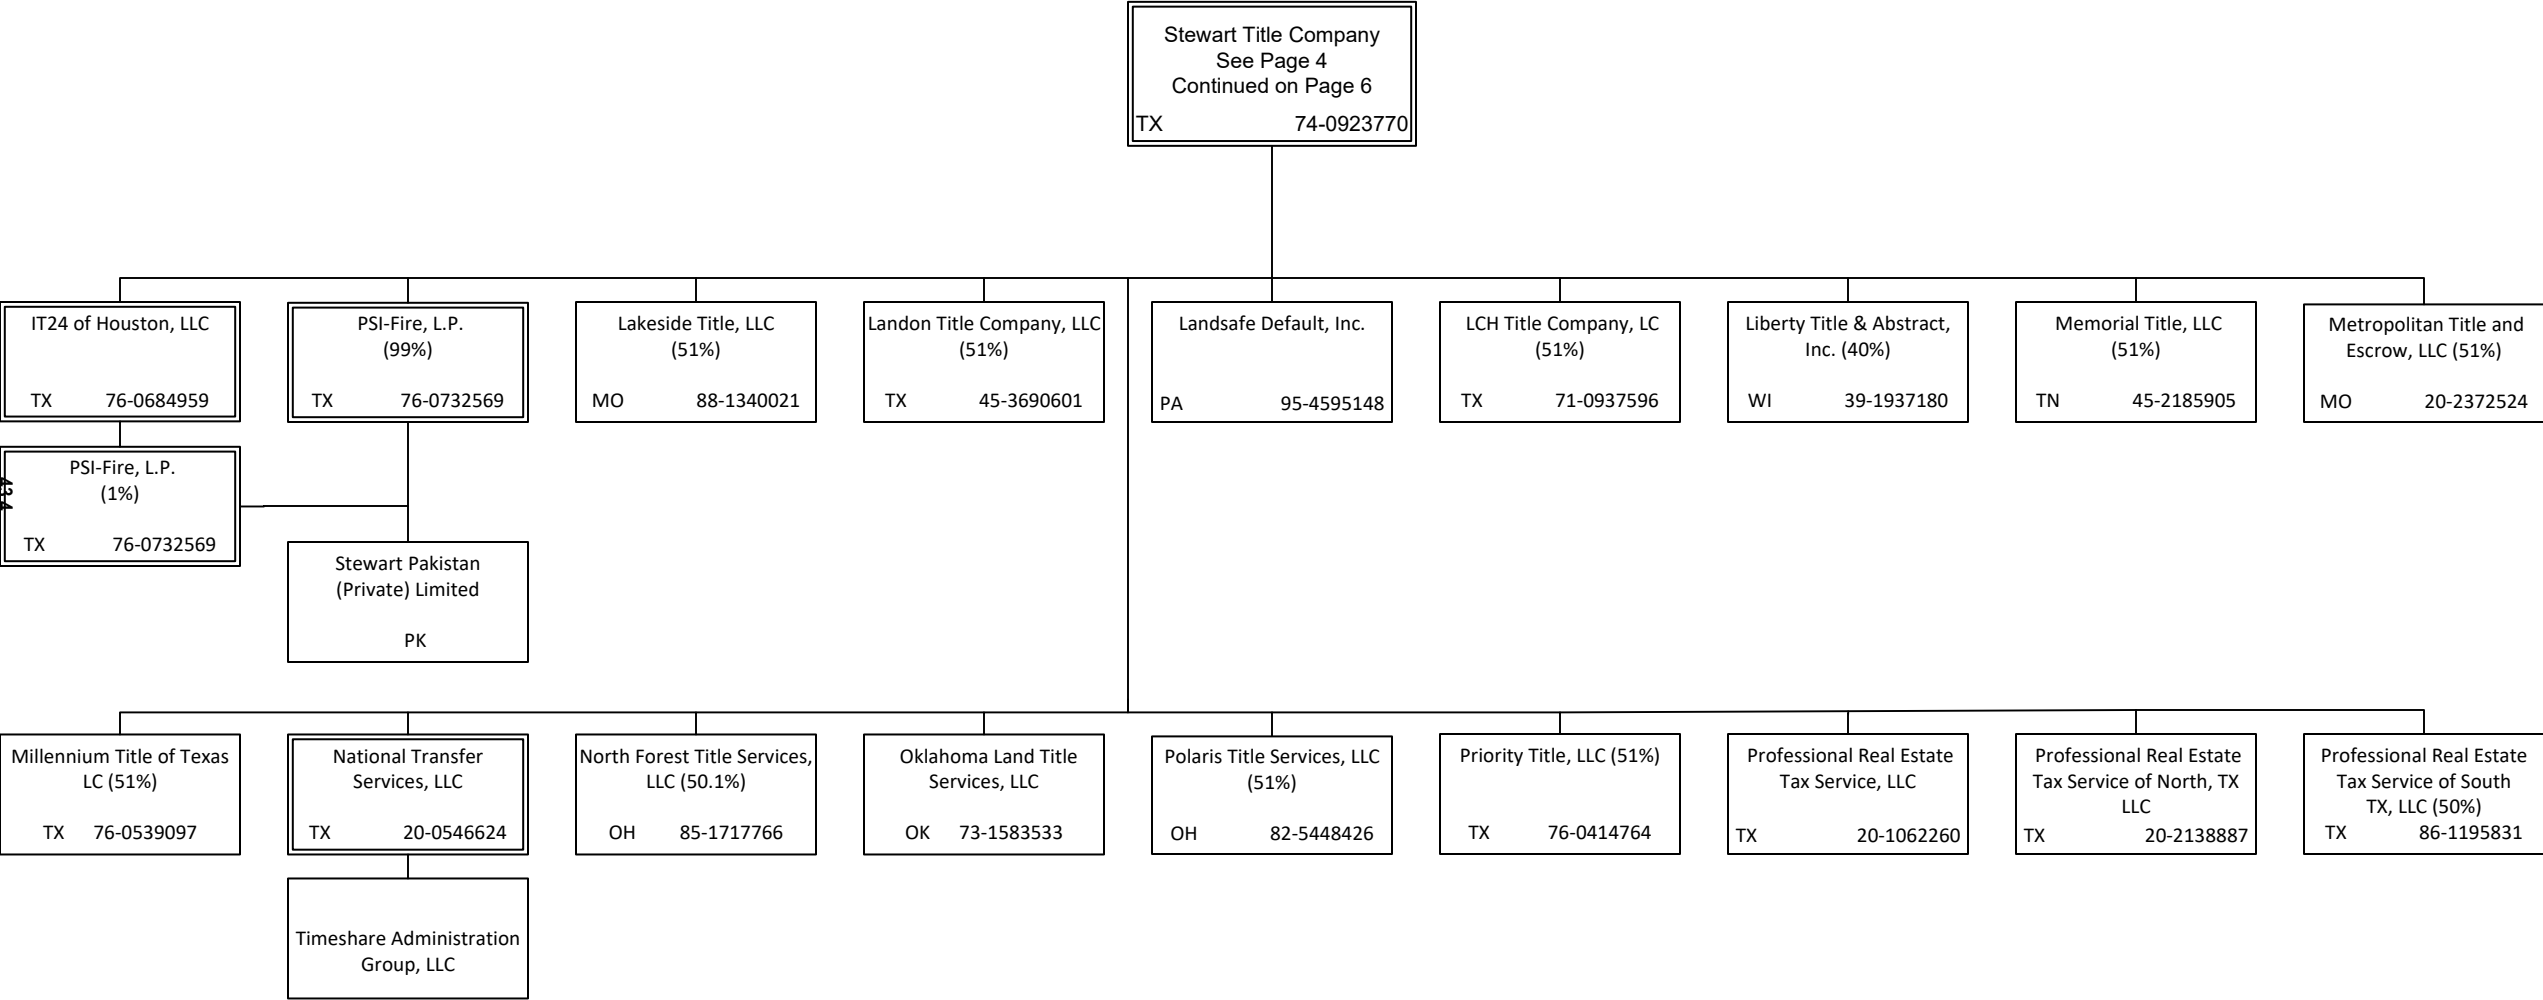 Stewart Title Company
See Page 4
Continued on Page 6
TX 74-0923770
IT24 of Houston, LLC
TX 76-0684959
PSI-Fire, L.P.
(99%)
TX 76-0732569
Lakeside Title, LLC
(51%)
MO 88-1340021
Landon Title Company, LLC
(51%)
TX 45-3690601
Landsafe Default, Inc.
PA 95-4595148
LCH Title Company, LC
(51%)
TX 71-0937596
Liberty Title & Abstract,
Inc. (40%)
WI 39-1937180
Memorial Title, LLC
(51%)
TN 45-2185905
Metropolitan Title and
Escrow, LLC (51%)
MO 20-2372524
PSI-Fire, L.P.
(1%)
TX 76-0732569
43.4
Stewart Pakistan
(Private) Limited
PK
Millennium Title of Texas
LC (51%)
TX 76-0539097
National Transfer
Services, LLC
TX 20-0546624
North Forest Title Services,
LLC (50.1%)
OH 85-1717766
Oklahoma Land Title
Services, LLC
OK 73-1583533
Polaris Title Services, LLC
(51%)
OH 82-5448426
Priority Title, LLC (51%)
TX 76-0414764
Professional Real Estate
Tax Service, LLC
TX 20-1062260
Professional Real Estate
Tax Service of North, TX
LLC
TX 20-2138887
Professional Real Estate
Tax Service of South
TX, LLC (50%)
TX 86-1195831
Timeshare Administration
Group, LLC